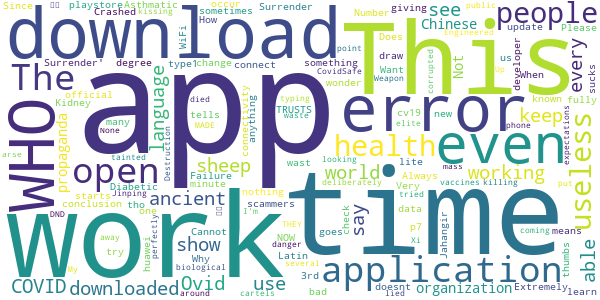 Since
playstore
Asthmatic
Crashed
kissing
Surrender
How
sometimes
occur
WiFi
giving
Number
Please
update
Chinese
see
people
download
This
Does
draw
us
developer
The
Surrender'
degree
type
change
connect
something
CovidSafe
Want
wonder
Not
When
every
sucks
point
Up
engineered
public
official
language
Kidney
app
error
fully
known
WHO
propaganda
many
None
died
MADE
TRUSTS
typing
waste
connectivity
anything
Weapon
corrupted
keep
cv19
new
elite
phone
useless
expectations
open
tells
Destruction
tainted
even
health
arse
Diabetic
Failure
minute
sheep
world
wast
looking
deliberately
lite
working
mass
Jinping
conclusion
tho
starts
nothing
Always
Very
vaccines
killing
put
work
time
ancient
scammers
say
tried
data
check
p7
Jahangir
coming
means
thumbs
able
DND
one
Cannot
NOW
THEY
danger
show
goes
application
Why
Latin
away
try
huawei
perfectly
Ovid
I'm
several
Xi
My
COVID
downloaded
biological
around
use
cartels
3rd
lied
bad
doesnt
organization
Extremely
learn